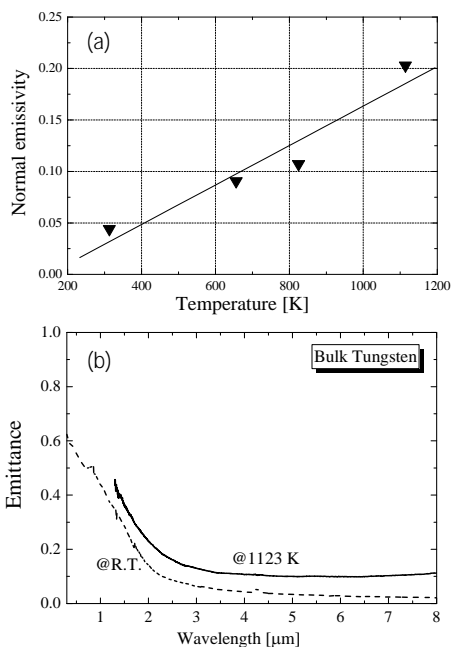 (a)
0.25
0.20
0.15
0.10
0.05
0.00
Normal emissivity
200 400 600 800 1000 1200
Temperature [K]
(b)
Bulk Tungsten
1.0
0.8
0.6
0.4
0.2
0.0
Emittance
@R.T.
@1123 K
1 2 3 4 5 6 7 8
Wavelength [μm]